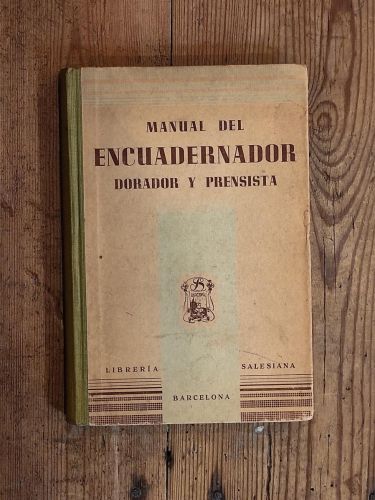 MANUAL DEL
ENCUADERNADOR
DORADOR Y PRENSISTA
LIBRERÍA SALESIANA
BARCELONA